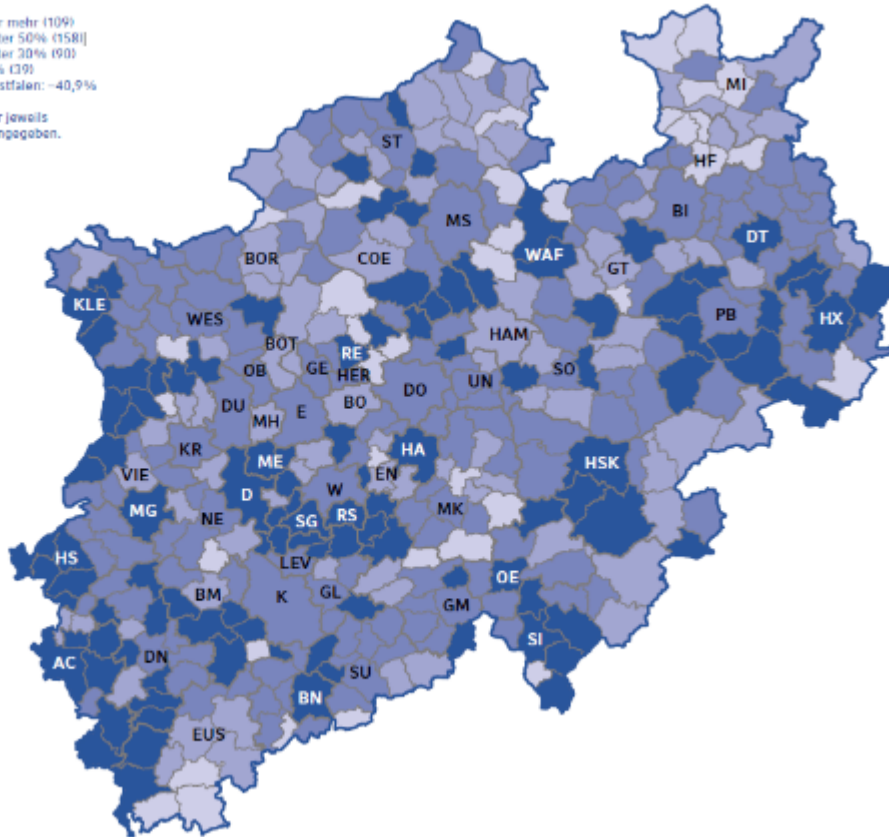 r mehr (109)
ter 50% (158)|
ter 30% (90)
% (39)
stfalen: –40,9%
r jeweils
ngegeben.
MI
ST
HF
MS
BI
WAF
DT
BOR
COE
GT
KLE
WES
PB
HX
HAM
BOT
RE
OB
GE
HER
SO
DU
UN
DO
MH
E
BO
KR
ME
HA
HSK
VIE
EN
D
W
MG
NE
SG
RS
MK
HS
LEV
OE
BM
K
GL
GM
SI
AC
DN
SU
BN
EUS